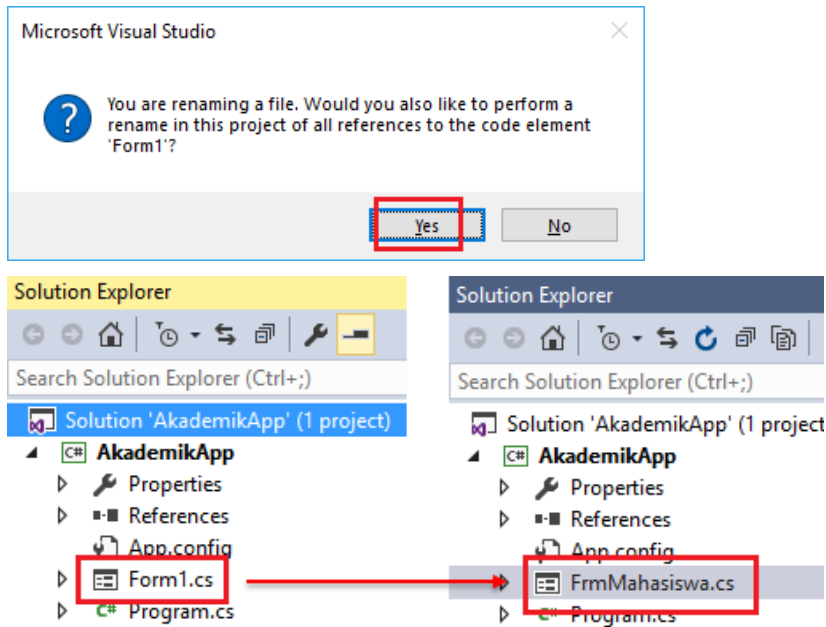 Microsoft Visual Studio
You are renaming a file. Would you also like to perform a
rename in this project of all references to the code element
'Form1'?
Yes
No
Solution Explorer
Search Solution Explorer (Ctrl+;)
Solution 'AkademikApp' (1 project)
C# AkademikApp
Properties
References
App.config
Form1.cs
C# Program.cs
Solution Explorer
Search Solution Explorer (Ctrl+;)
Solution 'AkademikApp' (1 project
C# AkademikApp
Properties
References
App.config
FrmMahasiswa.cs
C# Program.cs